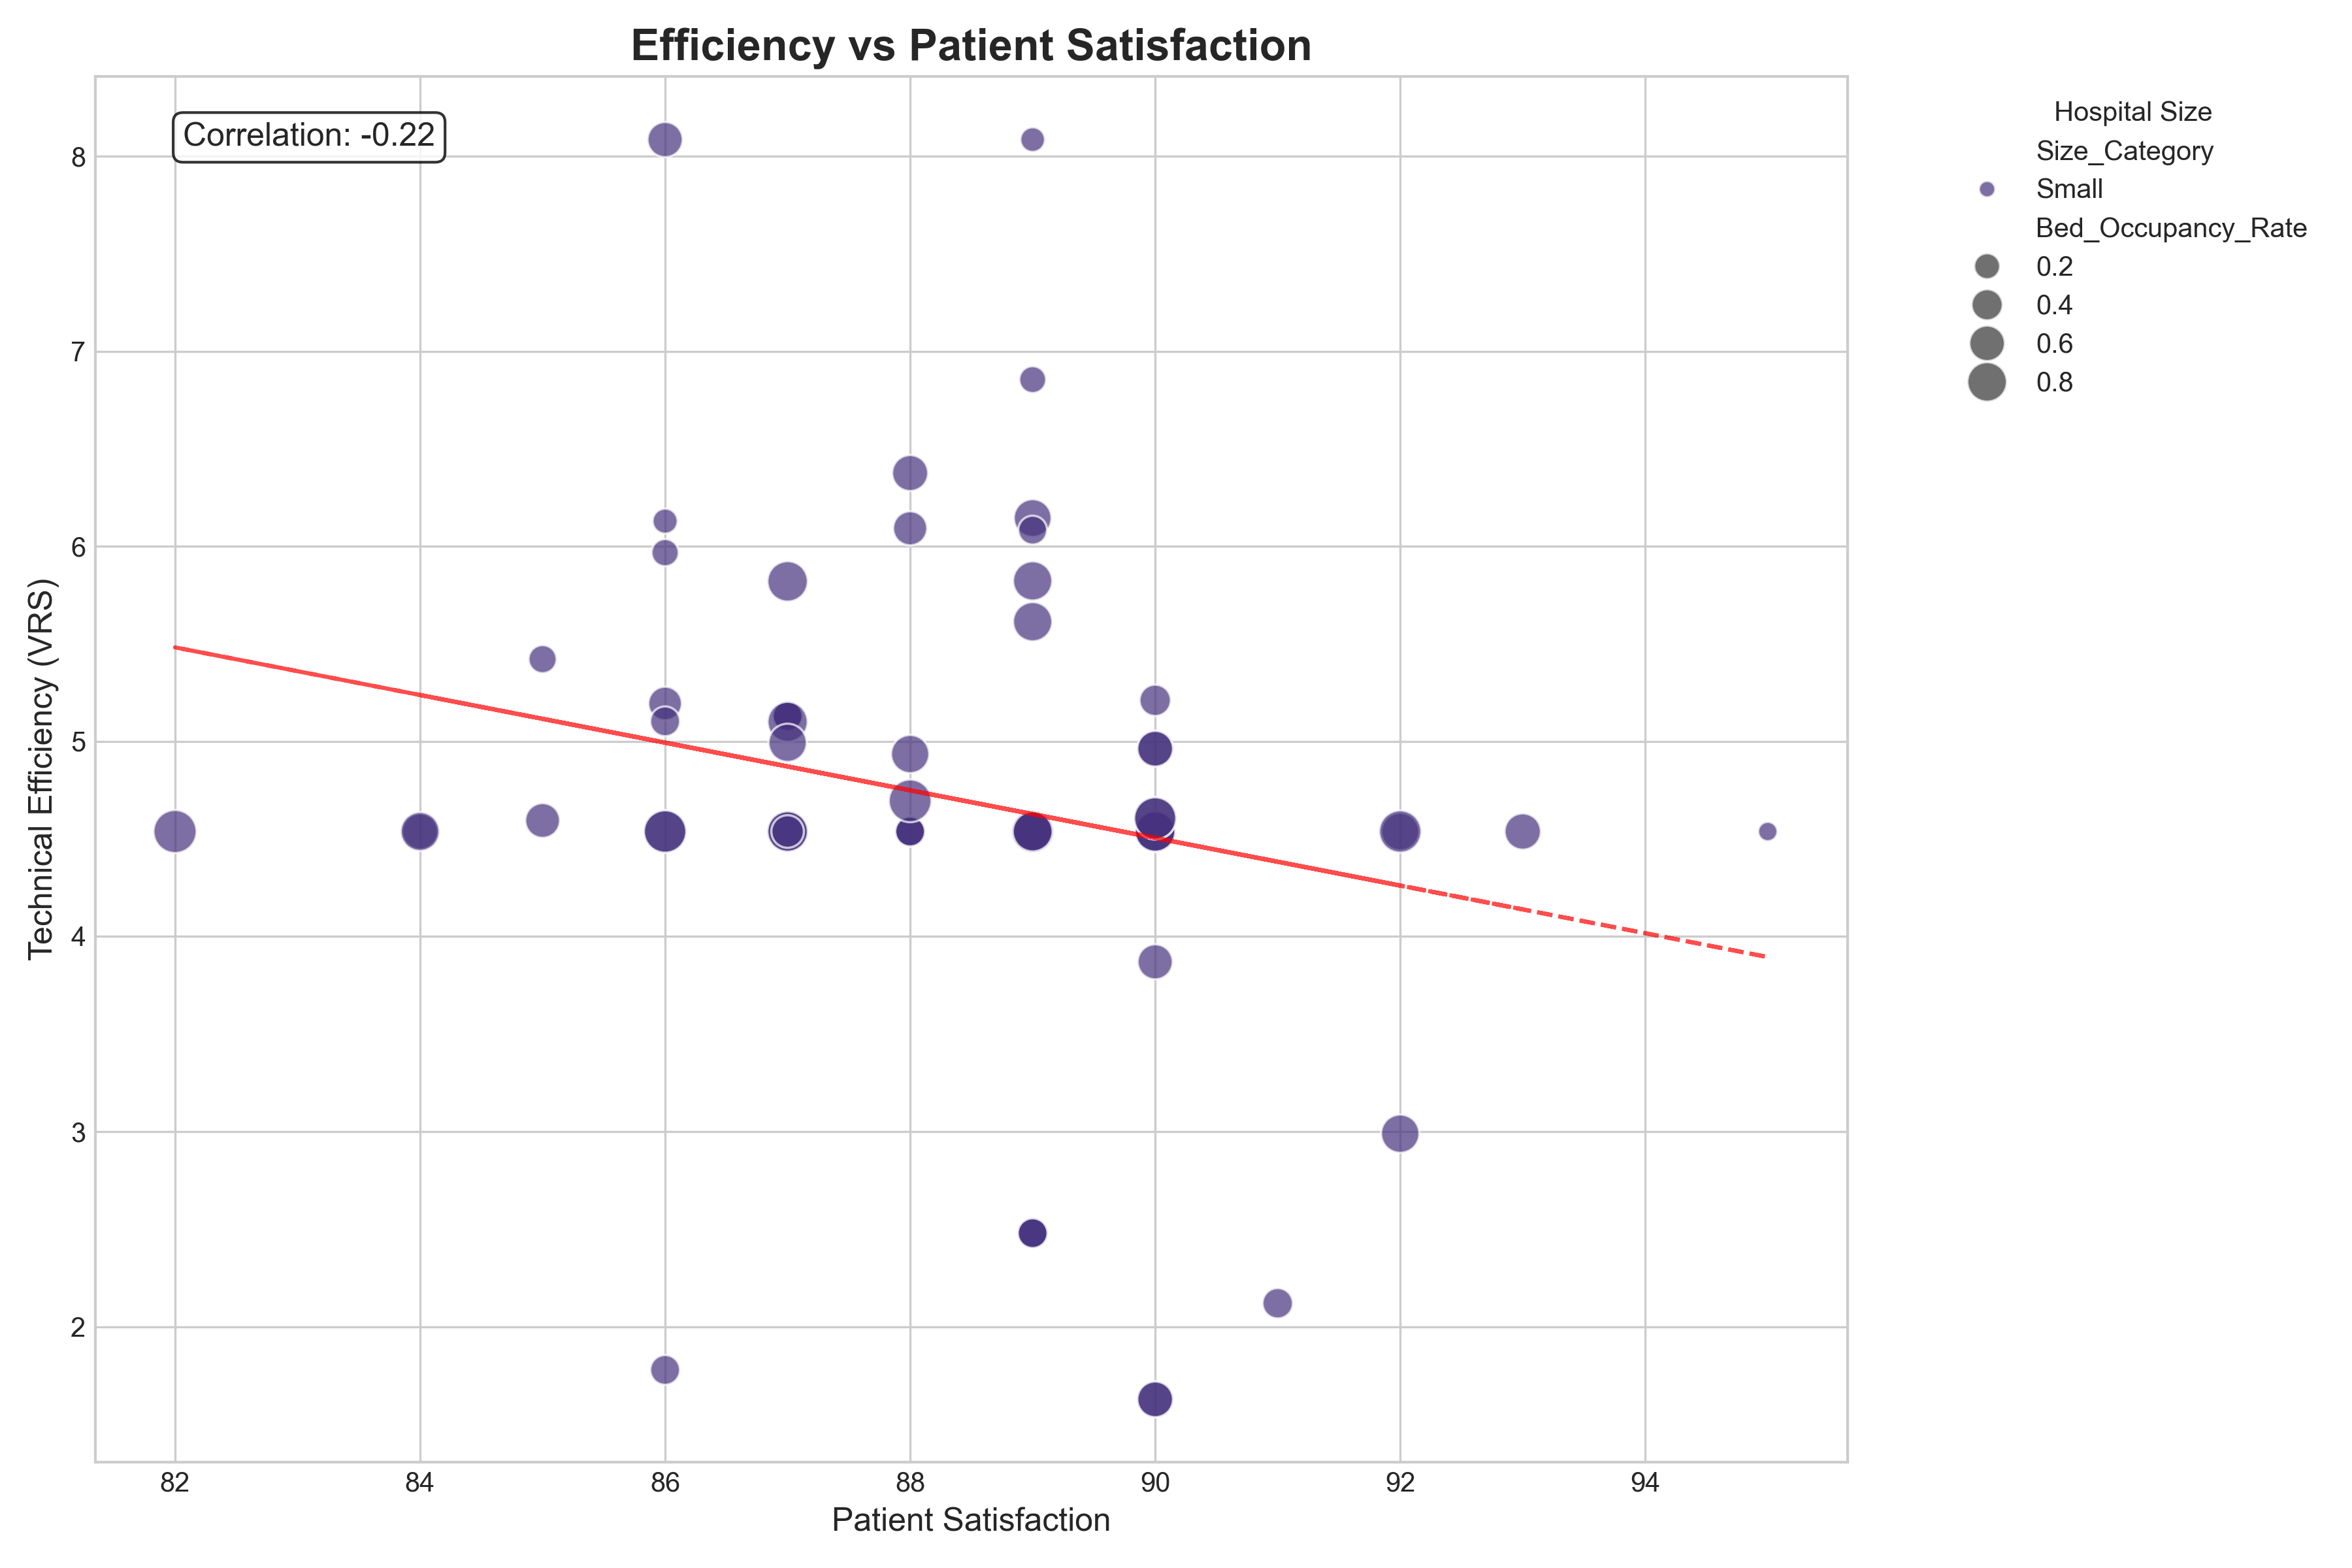 Efficiency vs Patient Satisfaction
Correlation: -0.22
Hospital Size
Size_Category
Small
Bed_Occupancy_Rate
0.2
0.4
0.6
0.8
Technical Efficiency (VRS)
8
7
6
5
4
3
2
82 84 86 88 90 92 94
Patient Satisfaction